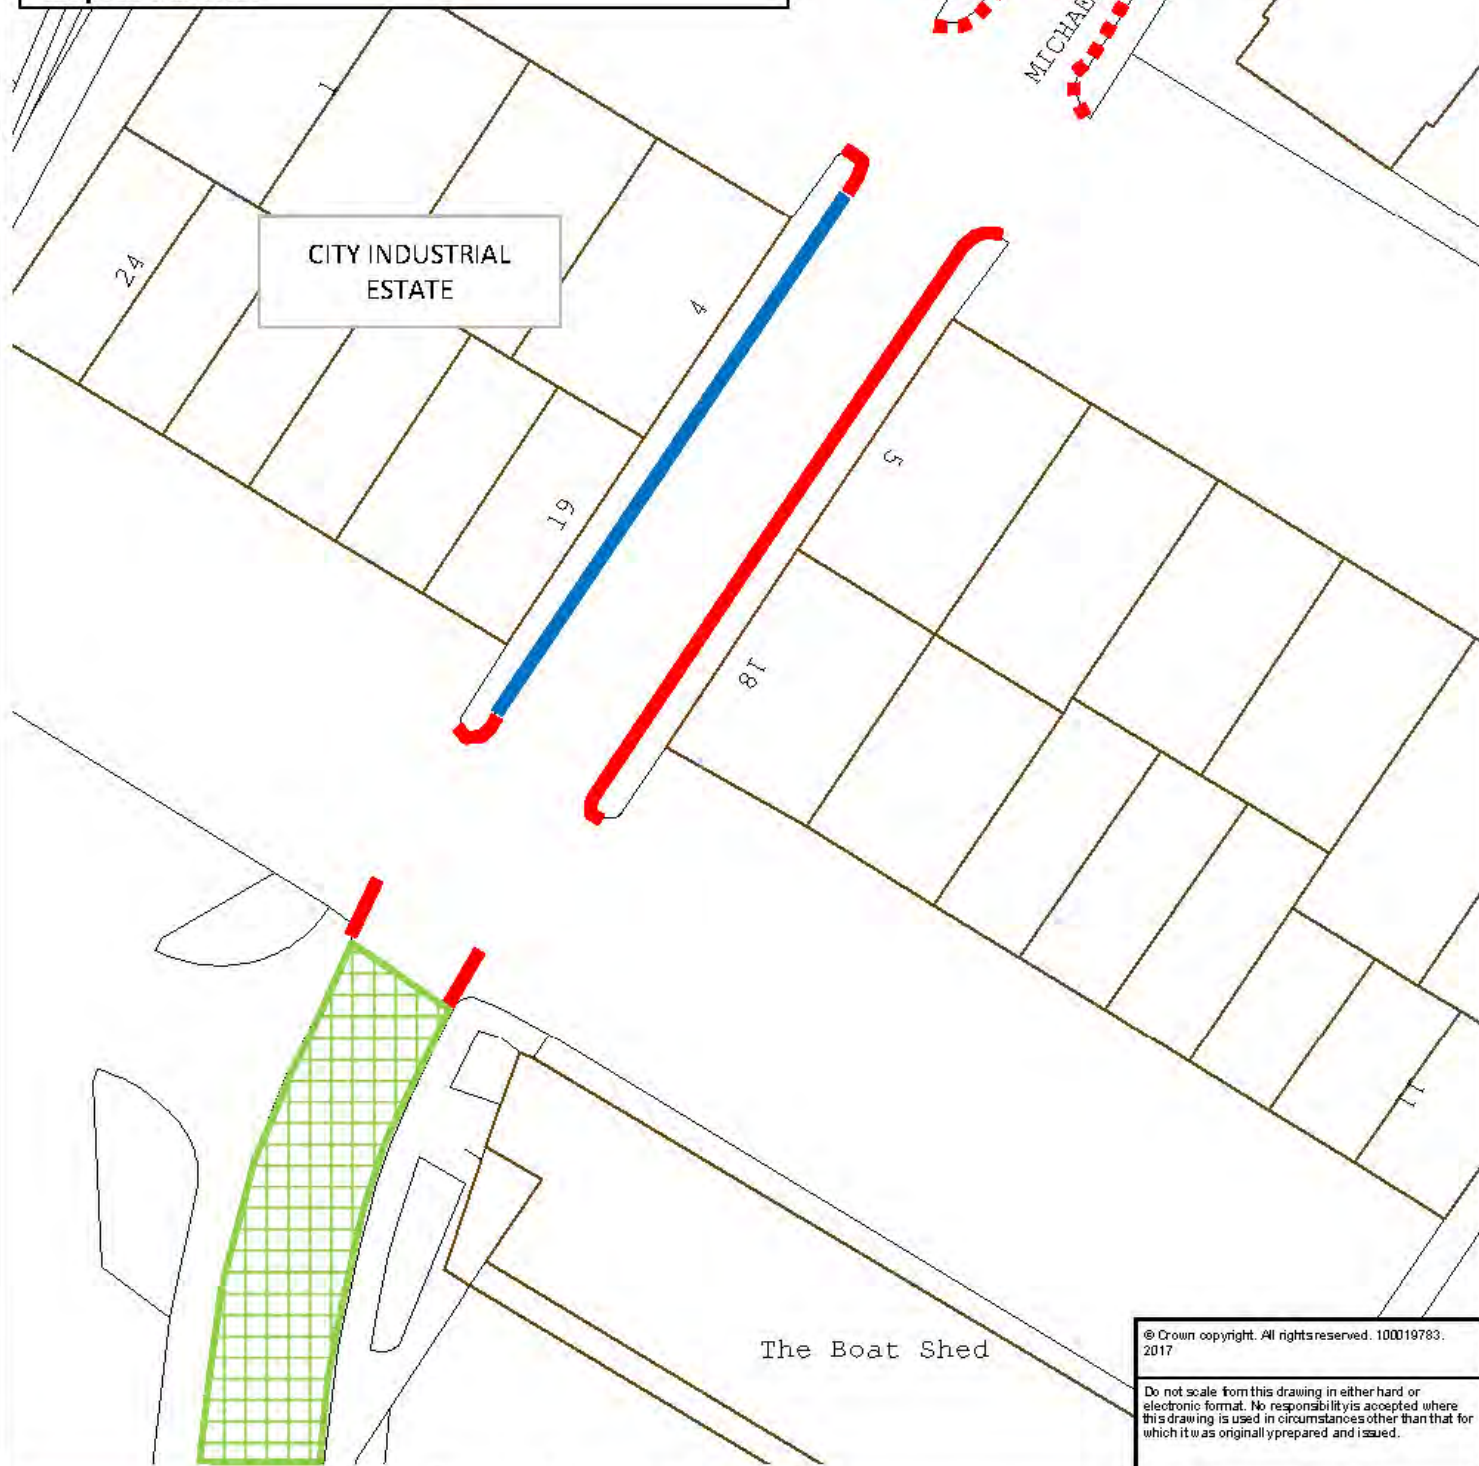 MICHAE
1
CITY INDUSTRIAL
ESTATE
24
4
5
19
18
11
The Boat Shed
© Crown copyright. All rights reserved. 100019783.
2017
Do not scale from this drawing in either hard or
electronic format. No responsibility is accepted where
this drawing is used in circumstances other than that for
which it was originally prepared and issued.